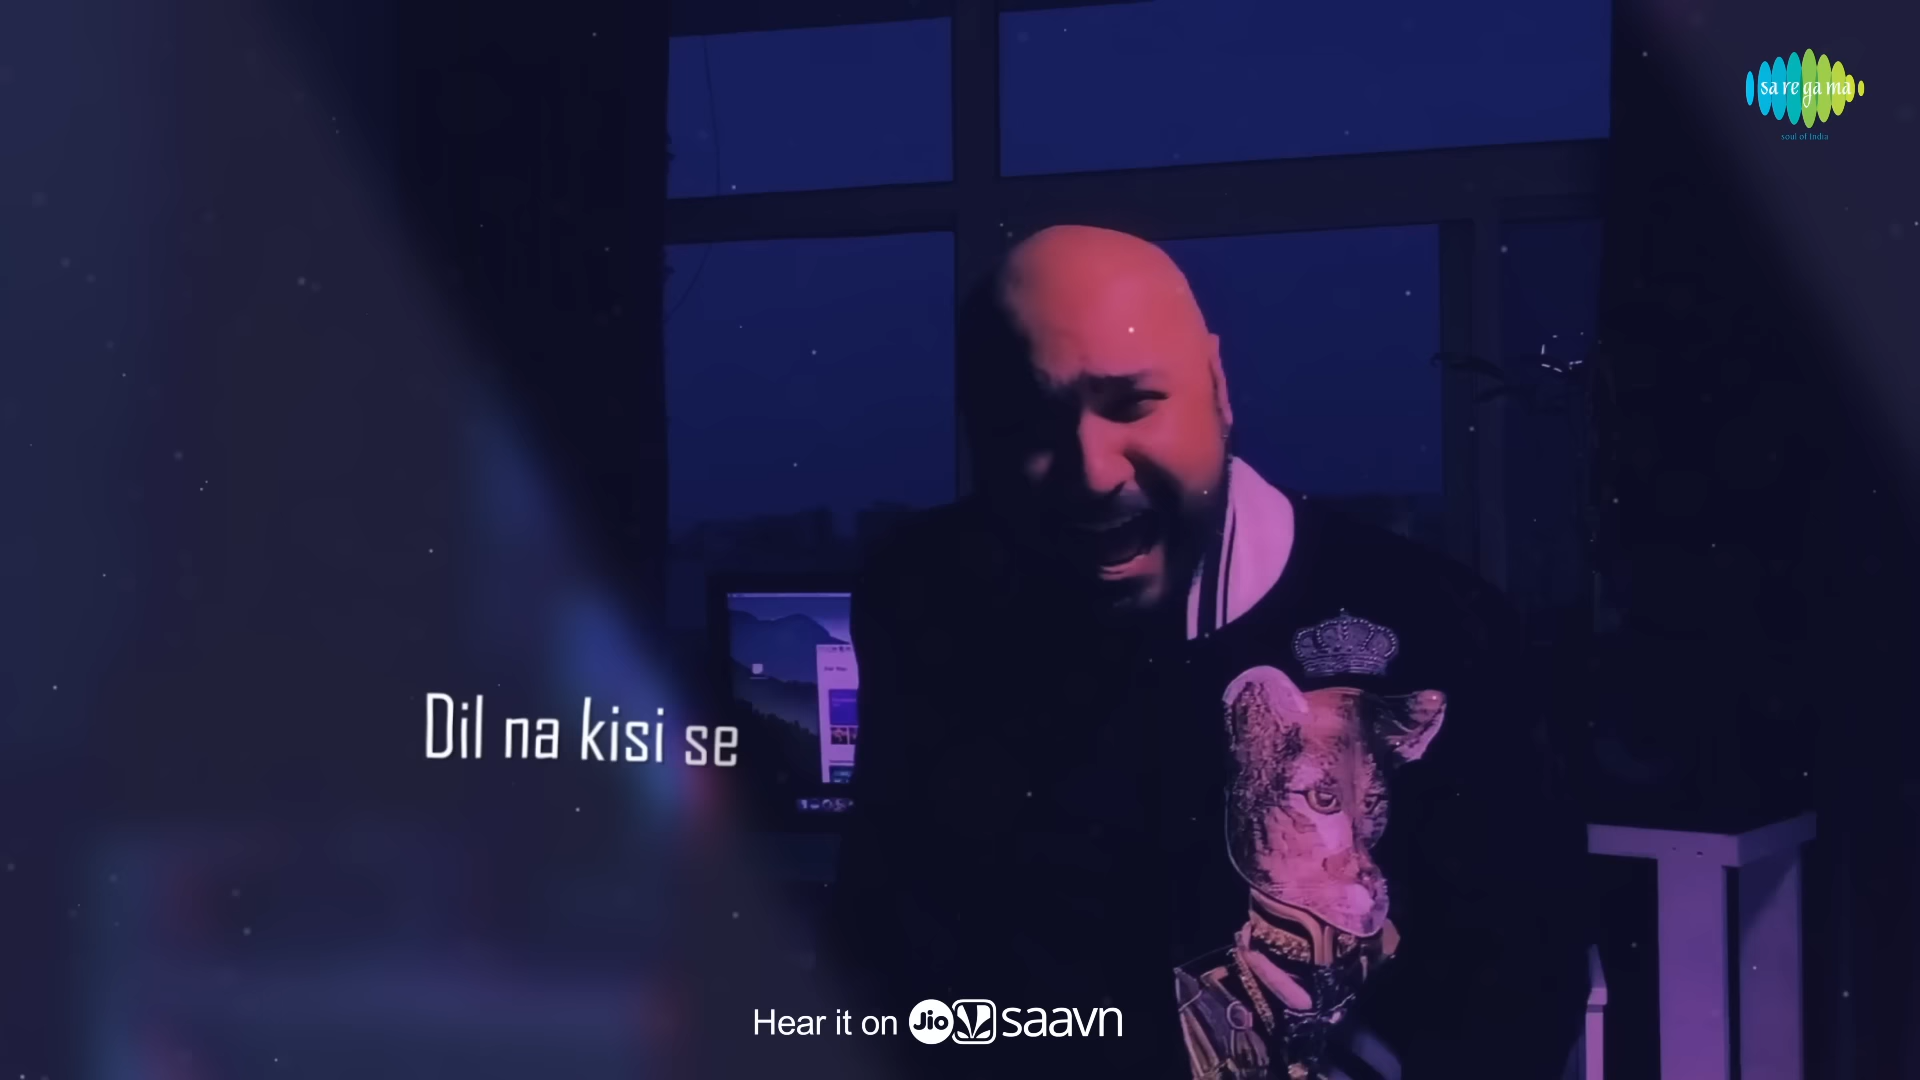 sa re ga ma
soul of India
Dil na kisi se
Hear it on Jio saavn